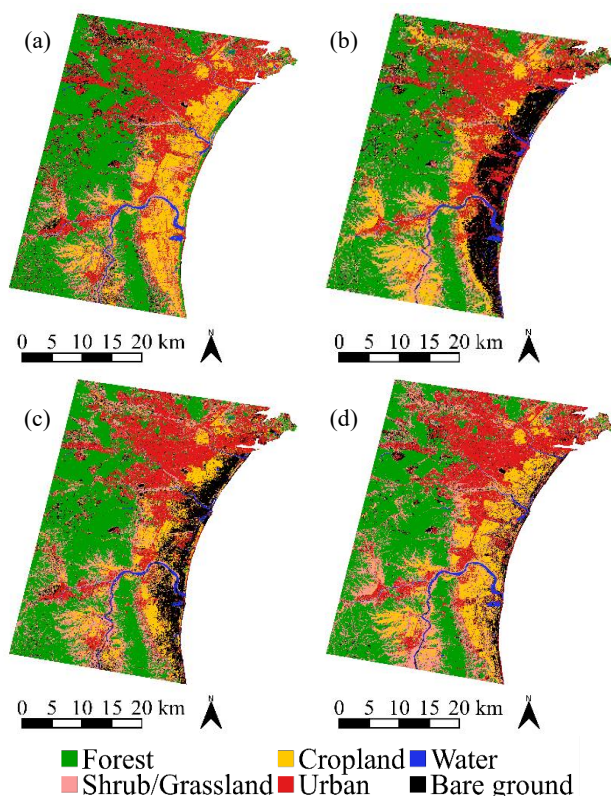 (a) (b)
N N
0 5 10 15 20 km 0 5 10 15 20 km
(c) (d)
N N
0 5 10 15 20 km 0 5 10 15 20 km
Forest Cropland Water
Shrub/Grassland Urban Bare ground